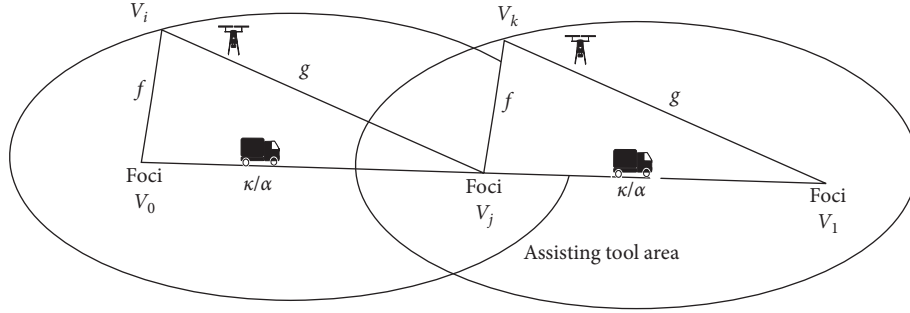 V_i
V_k
f
g
f
g
κ/α
κ/α
Foci
V_0
Foci
V_j
Foci
V_1
Assisting tool area